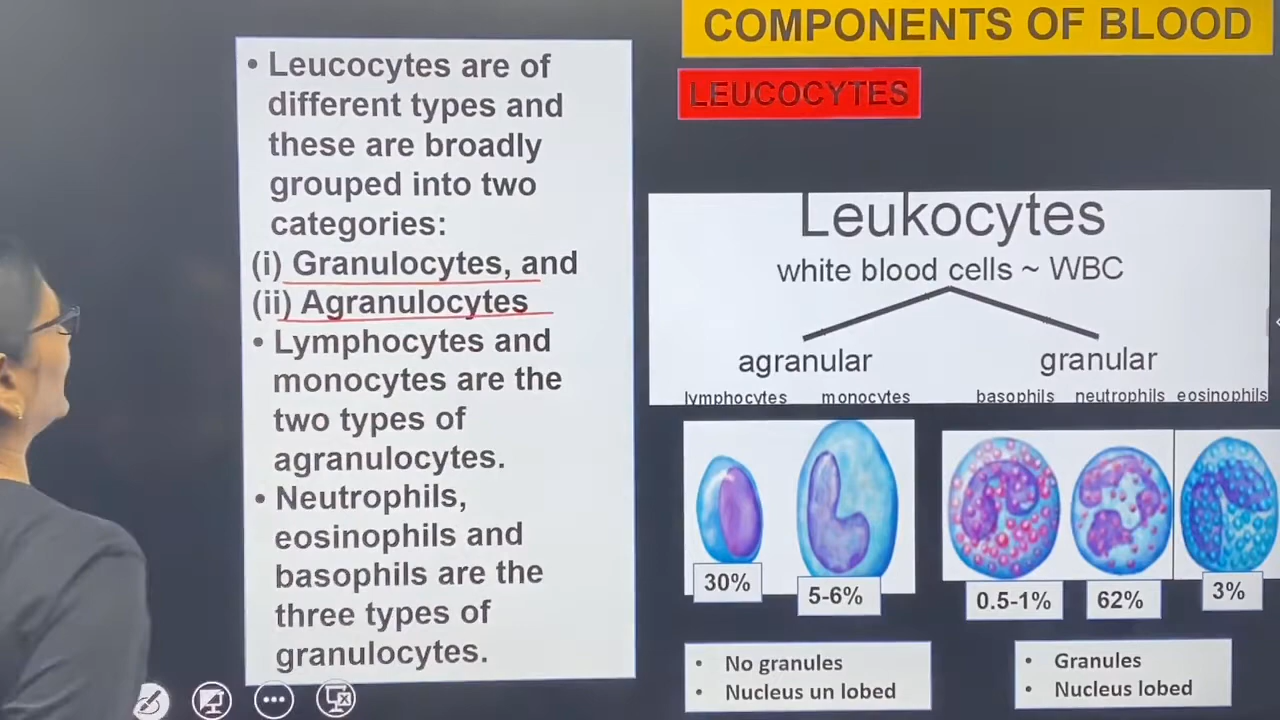 COMPONENTS OF BLOOD
LEUCOCYTES
• Leucocytes are of
different types and
these are broadly
grouped into two
categories:
(i) Granulocytes, and
(ii) Agranulocytes
• Lymphocytes and
monocytes are the
two types of
agranulocytes.
• Neutrophils,
eosinophils and
basophils are the
three types of
granulocytes.
Leukocytes
white blood cells ~ WBC
agranular granular
lymphocytes monocytes basophils neutrophils eosinophils
30% 5-6% 0.5-1% 62% 3%
• No granules
• Nucleus un lobed
• Granules
• Nucleus lobed